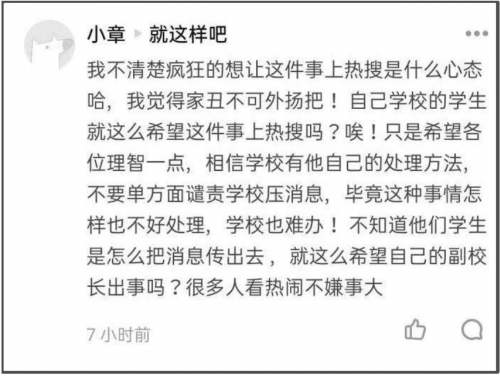 小章 ▸ 就这样吧
我不清楚疯狂的想让这件事上热搜是什么心态
哈，我觉得家丑不可外扬把！自己学校的学生
就这么希望这件事上热搜吗？唉！只是希望各
位理智一点，相信学校有他自己的处理方法，
不要单方面谴责学校压消息，毕竟这种事情怎
样也不好处理，学校也难办！不知道他们学生
是怎么把消息传出去，就这么希望自己的副校
长出事吗？很多人看热闹不嫌事大
7 小时前